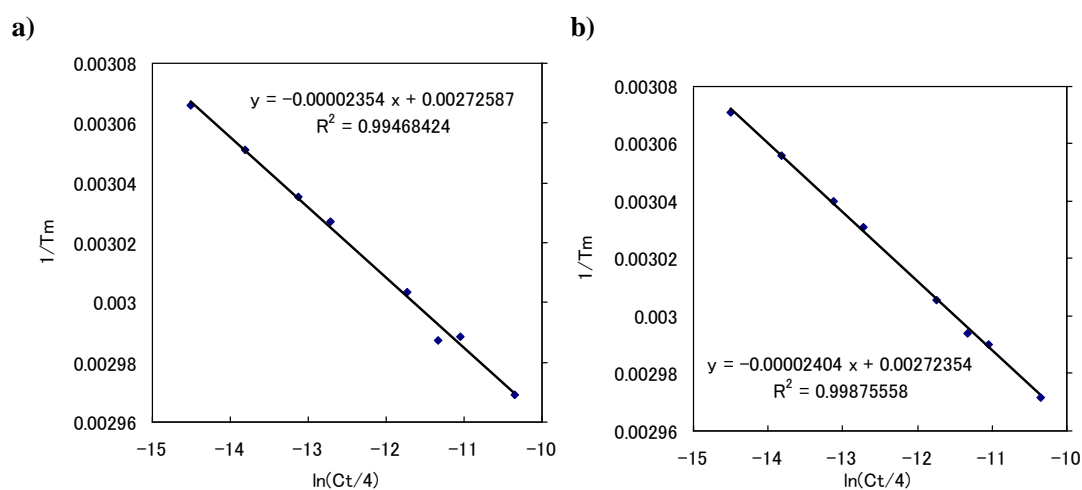 a)
0.00308
0.00306
0.00304
0.00302
0.003
0.00298
0.00296
y = −0.00002354 x + 0.00272587
R² = 0.99468424
1/Tm
−15 −14 −13 −12 −11 −10
ln(Ct/4)
b)
0.00308
0.00306
0.00304
0.00302
0.003
0.00298
0.00296
y = −0.00002404 x + 0.00272354
R² = 0.99875558
1/Tm
−15 −14 −13 −12 −11 −10
ln(Ct/4)